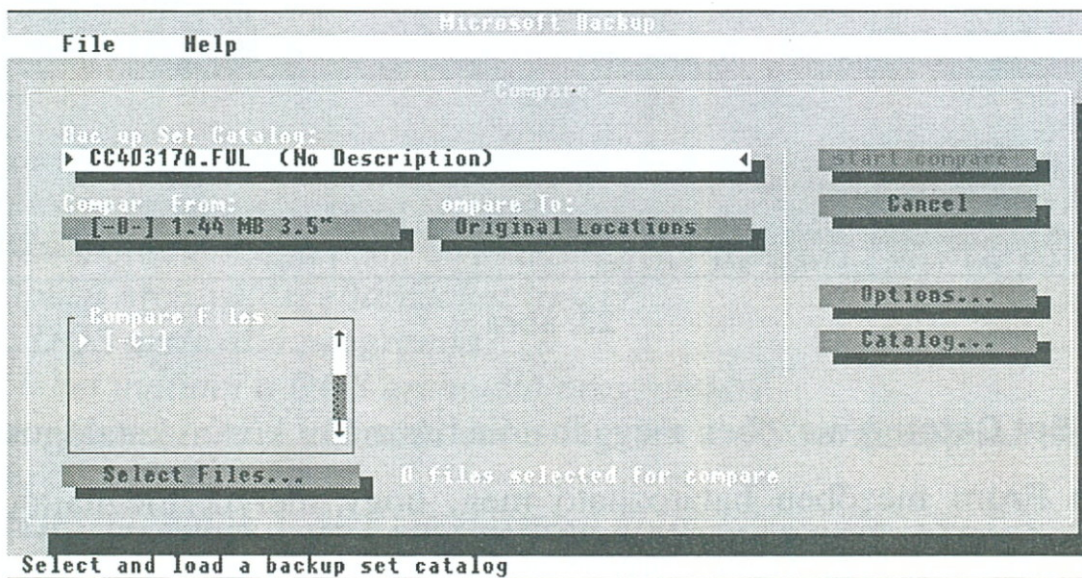 Microsoft Backup
File Help
Compare
Bac up Set Catalog:
▸ CC40317A.FUL (No Description) ◂
Compar From: ompare To:
[-B-] 1.44 MB 3.5" Original Locations
start compare
Cancel
Options...
Catalog...
Compare Files
▸ [-C-]
Select Files...
0 files selected for compare
Select and load a backup set catalog